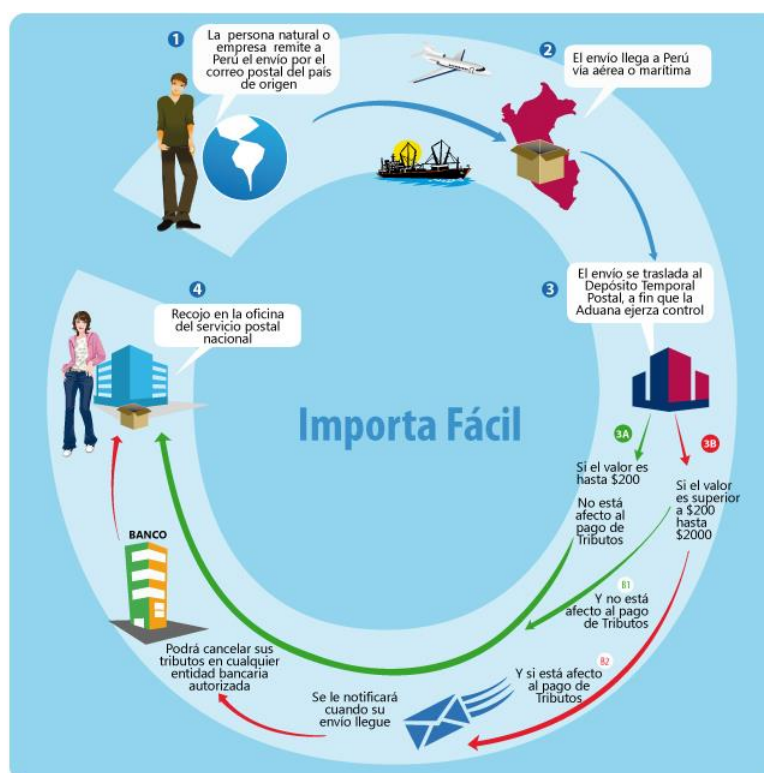 1
La persona natural o
empresa remite a
Perú el envío por el
correo postal del país
de origen
2
El envío llega a Perú
vía aérea o marítima
3
El envío se traslada al
Depósito Temporal
Postal, a fin que la
Aduana ejerza control
4
Recojo en la oficina
del servicio postal
nacional
Importa Fácil
3A
Si el valor es
hasta $200
No está
afecto al
pago de
Tributos
3B
Si el valor
es superior
a $200
hasta
$2000
B1
Y no está
afecto al pago
de Tributos
B2
Y si está afecto
al pago de
Tributos
Se le notificará
cuando su
envío llegue
BANCO
Podrá cancelar sus
tributos en cualquier
entidad bancaria
autorizada